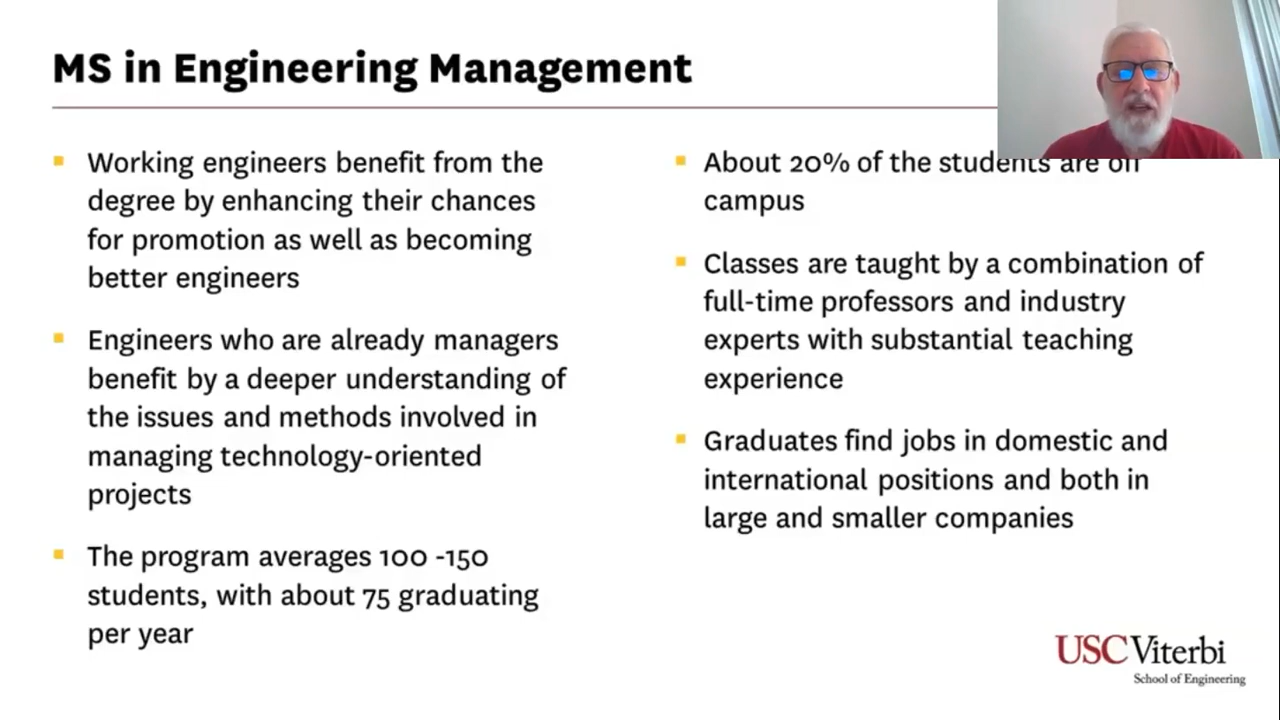 MS in Engineering Management
Working engineers benefit from the
degree by enhancing their chances
for promotion as well as becoming
better engineers
Engineers who are already managers
benefit by a deeper understanding of
the issues and methods involved in
managing technology-oriented
projects
The program averages 100 -150
students, with about 75 graduating
per year
About 20% of the students are off
campus
Classes are taught by a combination of
full-time professors and industry
experts with substantial teaching
experience
Graduates find jobs in domestic and
international positions and both in
large and smaller companies
USC Viterbi
School of Engineering